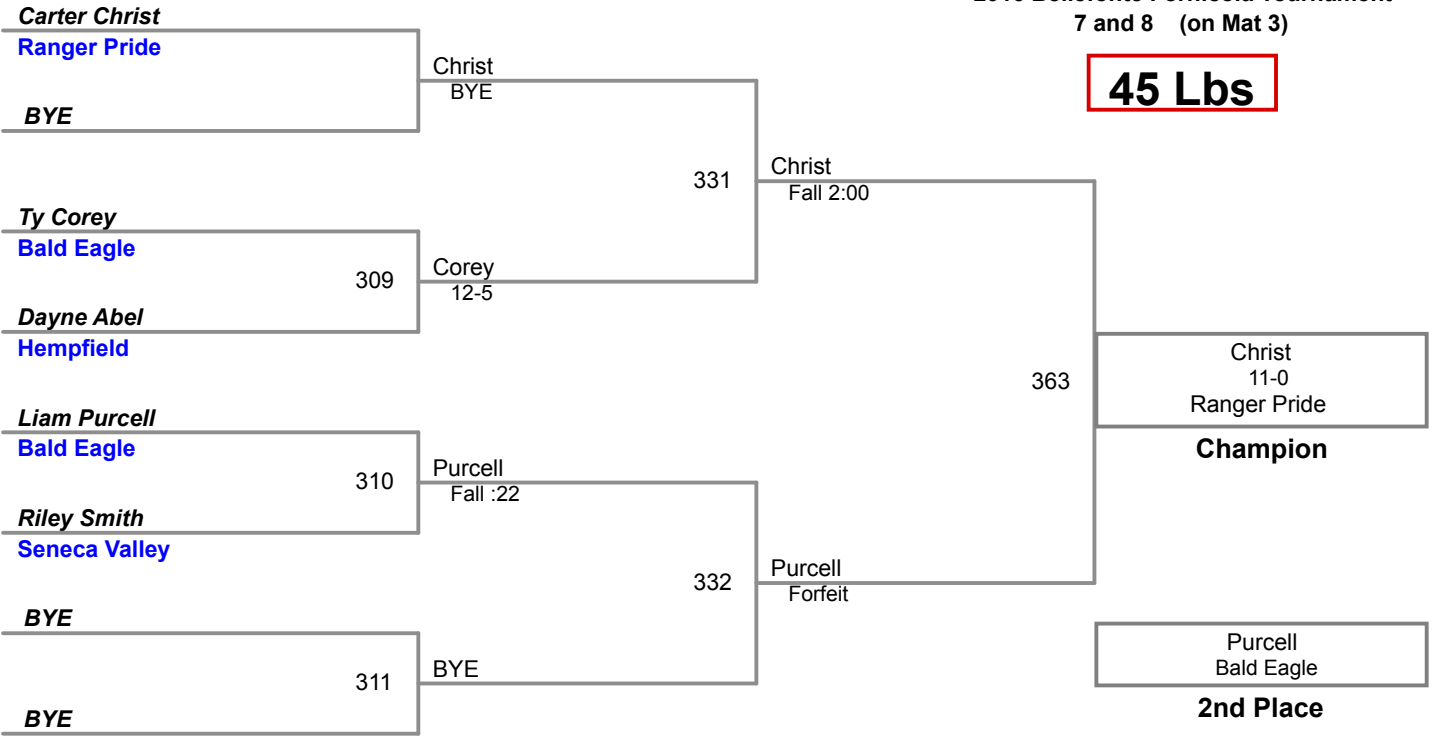 7 and 8 (on Mat 3)
45 Lbs
Carter Christ
Ranger Pride
BYE
Christ
BYE
Ty Corey
Bald Eagle
309
Dayne Abel
Hempfield
Corey
12-5
331
Christ
Fall 2:00
Liam Purcell
Bald Eagle
310
Riley Smith
Seneca Valley
Purcell
Fall :22
BYE
311
BYE
BYE
332
Purcell
Forfeit
363
Christ
11-0
Ranger Pride
Champion
Purcell
Bald Eagle
2nd Place